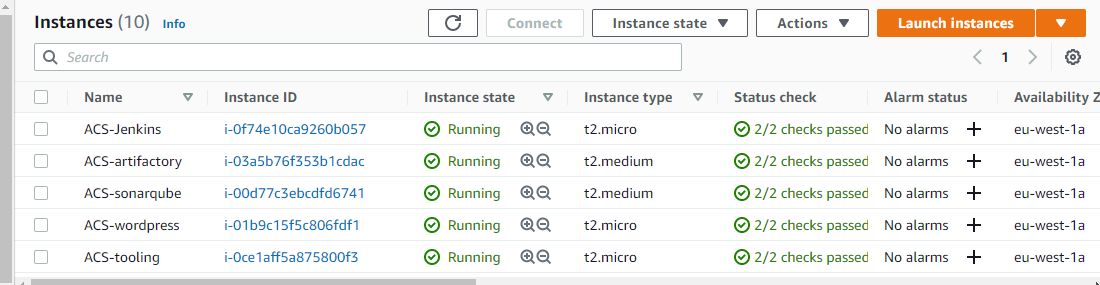 Instances (10) Info Connect Instance state Actions Launch instances
Search 1
Name Instance ID Instance state Instance type Status check Alarm status Availability Z
ACS-Jenkins i-0f74e10ca9260b057 Running t2.micro 2/2 checks passed No alarms + eu-west-1a
ACS-artifactory i-03a5b76f353b1cdac Running t2.medium 2/2 checks passed No alarms + eu-west-1a
ACS-sonarqube i-00d77c3ebcdfd6741 Running t2.medium 2/2 checks passed No alarms + eu-west-1a
ACS-wordpress i-01b9c15f5c806fdf1 Running t2.micro 2/2 checks passed No alarms + eu-west-1a
ACS-tooling i-0ce1aff5a875800f3 Running t2.micro 2/2 checks passed No alarms + eu-west-1a